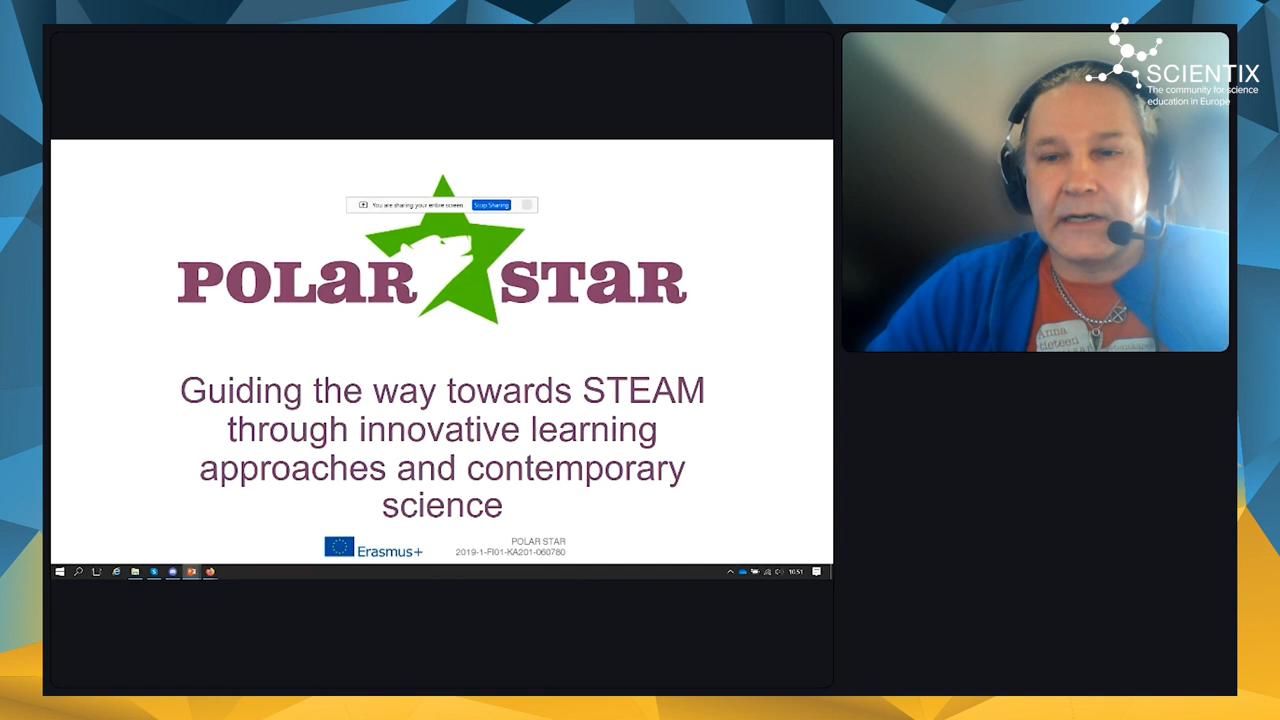 SCIENTIX
The community for science
education in Europe
You are sharing your entire screen
Stop Sharing
POLAR STAR
Guiding the way towards STEAM
through innovative learning
approaches and contemporary
science
Erasmus+
POLAR STAR
2019-1-FI01-KA201-060780
10.51
Anna